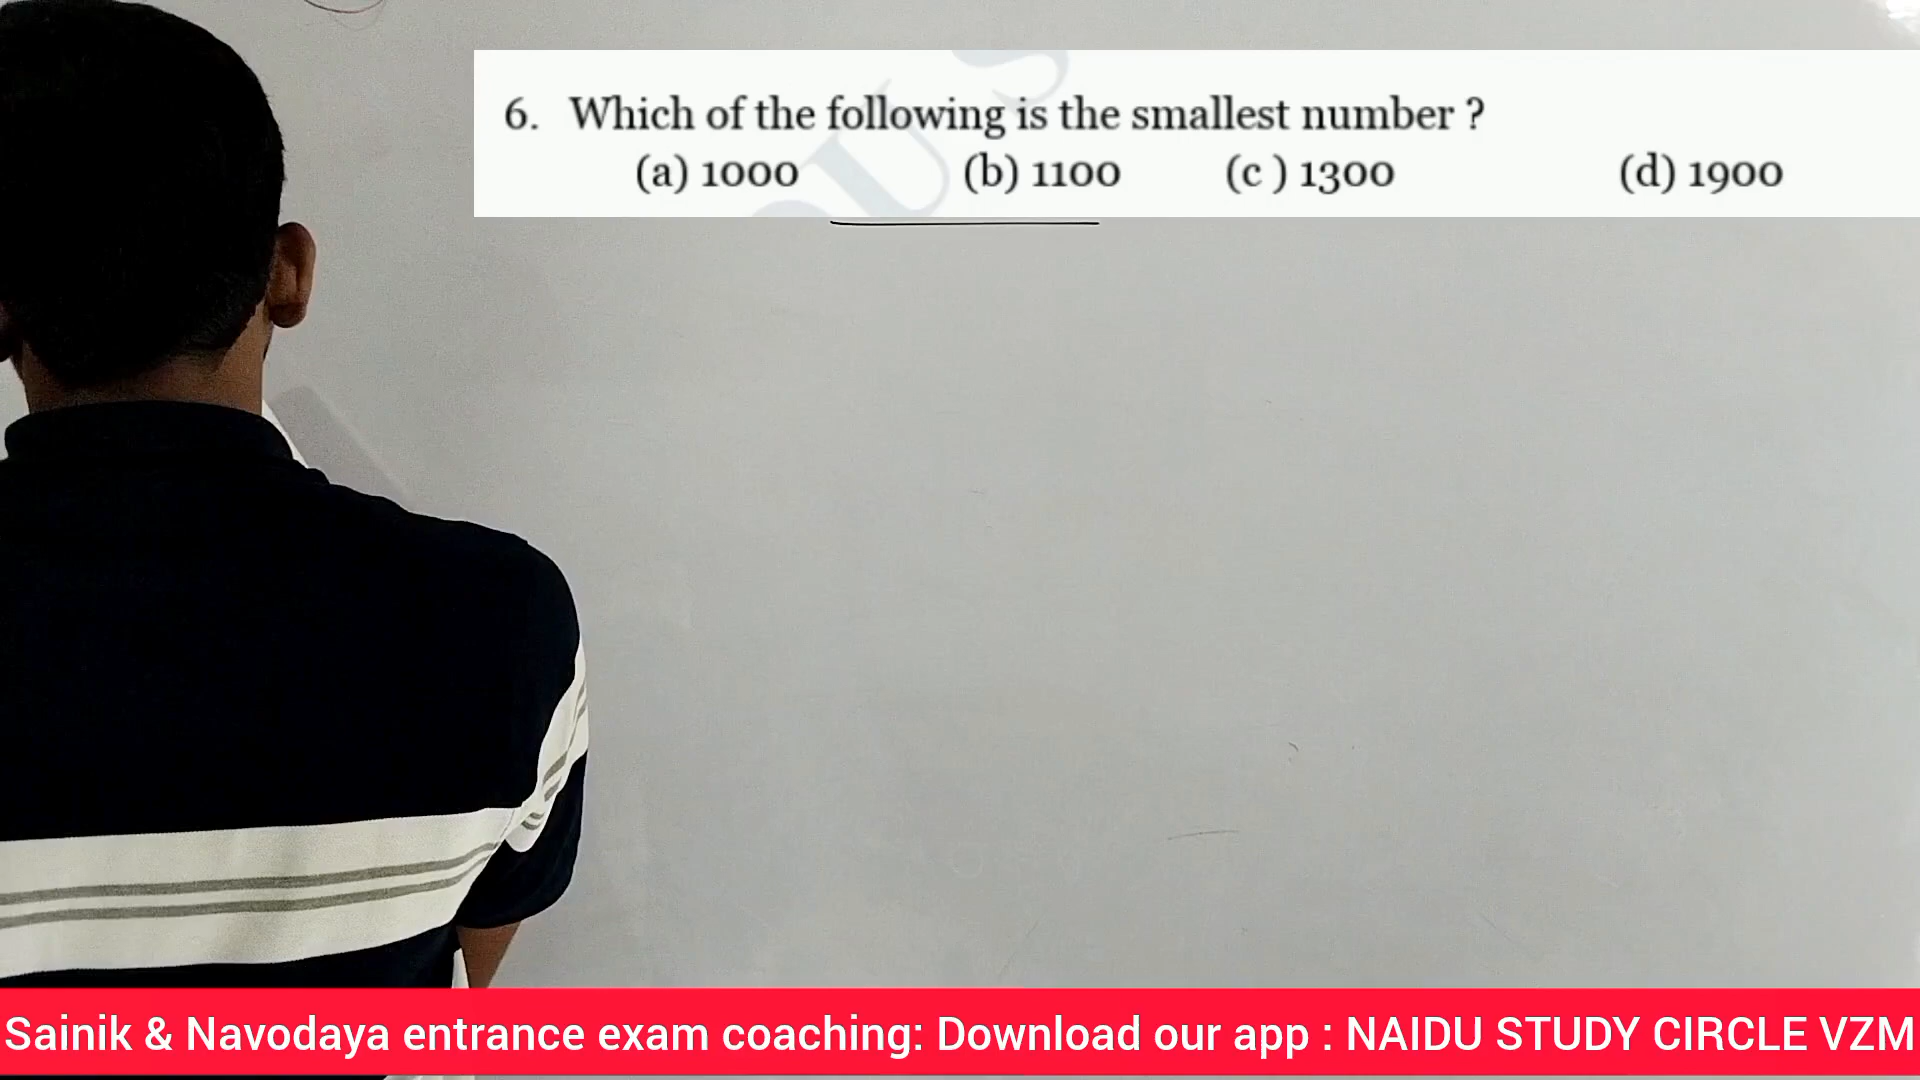 6. Which of the following is the smallest number ?
(a) 1000 (b) 1100 (c ) 1300 (d) 1900
Sainik & Navodaya entrance exam coaching: Download our app : NAIDU STUDY CIRCLE VZM